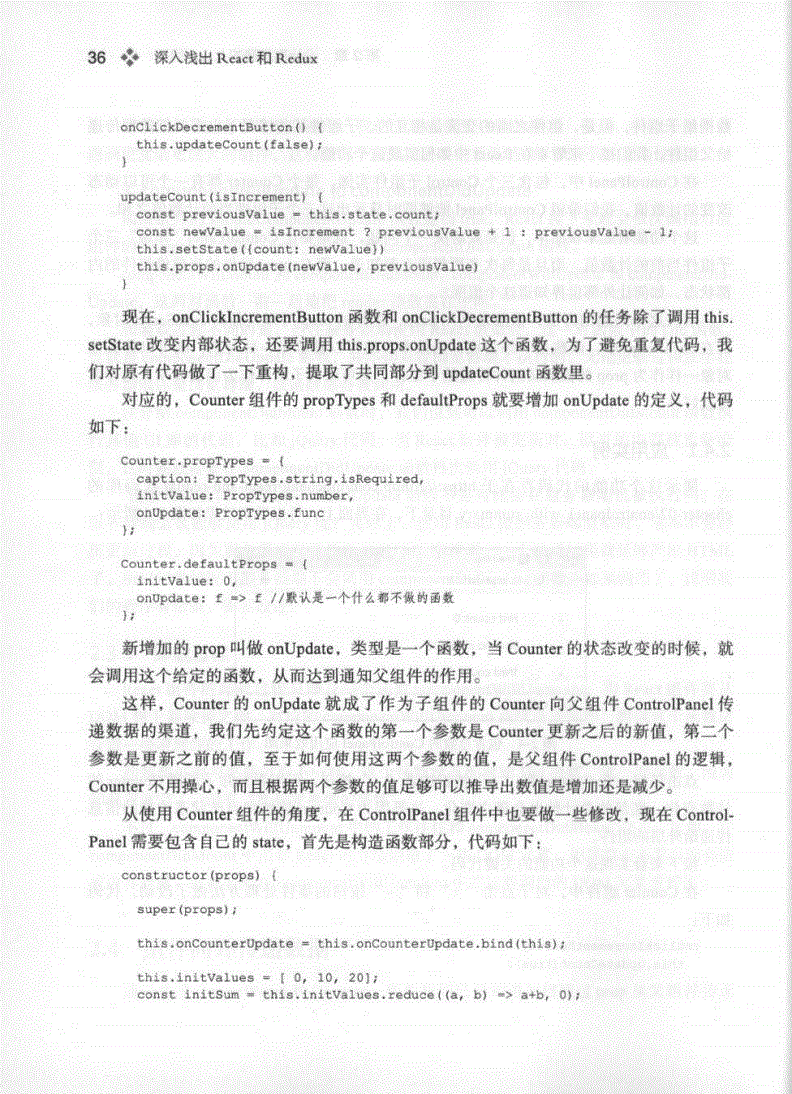 36 深入浅出 React 和 Redux
onClickDecrementButton() {
this.updateCount(false);
}
updateCount(isIncrement) {
const previousValue = this.state.count;
const newValue = isIncrement ? previousValue + 1 : previousValue - 1;
this.setState({count: newValue})
this.props.onUpdate(newValue, previousValue)
}
现在，onClickIncrementButton 函数和 onClickDecrementButton 的任务除了调用 this.
setState 改变内部状态，还要调用 this.props.onUpdate 这个函数，为了避免重复代码，我
们对原有代码做了一下重构，提取了共同部分到 updateCount 函数里。
对应的，Counter 组件的 propTypes 和 defaultProps 就要增加 onUpdate 的定义，代码
如下：
Counter.propTypes = {
caption: PropTypes.string.isRequired,
initValue: PropTypes.number,
onUpdate: PropTypes.func
};
Counter.defaultProps = {
initValue: 0,
onUpdate: f => f //默认是一个什么都不做的函数
};
新增加的 prop 叫做 onUpdate，类型是一个函数，当 Counter 的状态改变的时候，就
会调用这个给定的函数，从而达到通知父组件的作用。
这样，Counter 的 onUpdate 就成了作为子组件的 Counter 向父组件 ControlPanel 传
递数据的渠道，我们先约定这个函数的第一个参数是 Counter 更新之后的新值，第二个
参数是更新之前的值，至于如何使用这两个参数的值，是父组件 ControlPanel 的逻辑，
Counter 不用操心，而且根据两个参数的值足够可以推导出数值是增加还是减少。
从使用 Counter 组件的角度，在 ControlPanel 组件中也要做一些修改，现在 Control-
Panel 需要包含自己的 state，首先是构造函数部分，代码如下：
constructor(props) {
super(props);
this.onCounterUpdate = this.onCounterUpdate.bind(this);
this.initValues = [ 0, 10, 20];
const initSum = this.initValues.reduce((a, b) => a+b, 0);